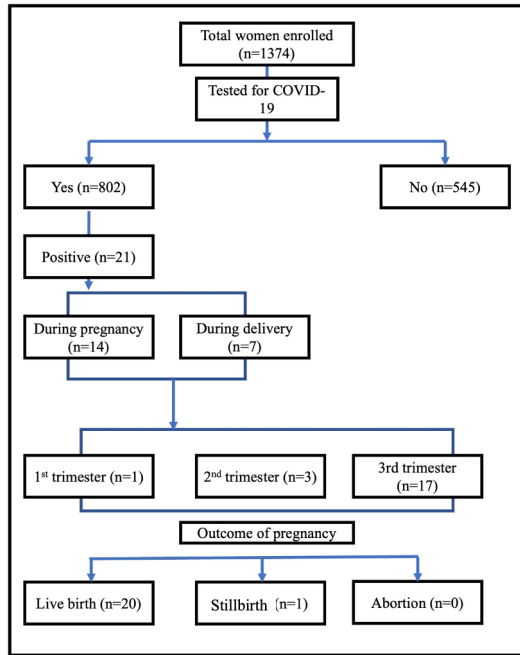 Total women enrolled
(n=1374)
Tested for COVID-
19
Yes (n=802)
No (n=545)
Positive (n=21)
During pregnancy
(n=14)
During delivery
(n=7)
1st trimester (n=1)
2nd trimester (n=3)
3rd trimester
(n=17)
Outcome of pregnancy
Live birth (n=20)
Stillbirth (n=1)
Abortion (n=0)